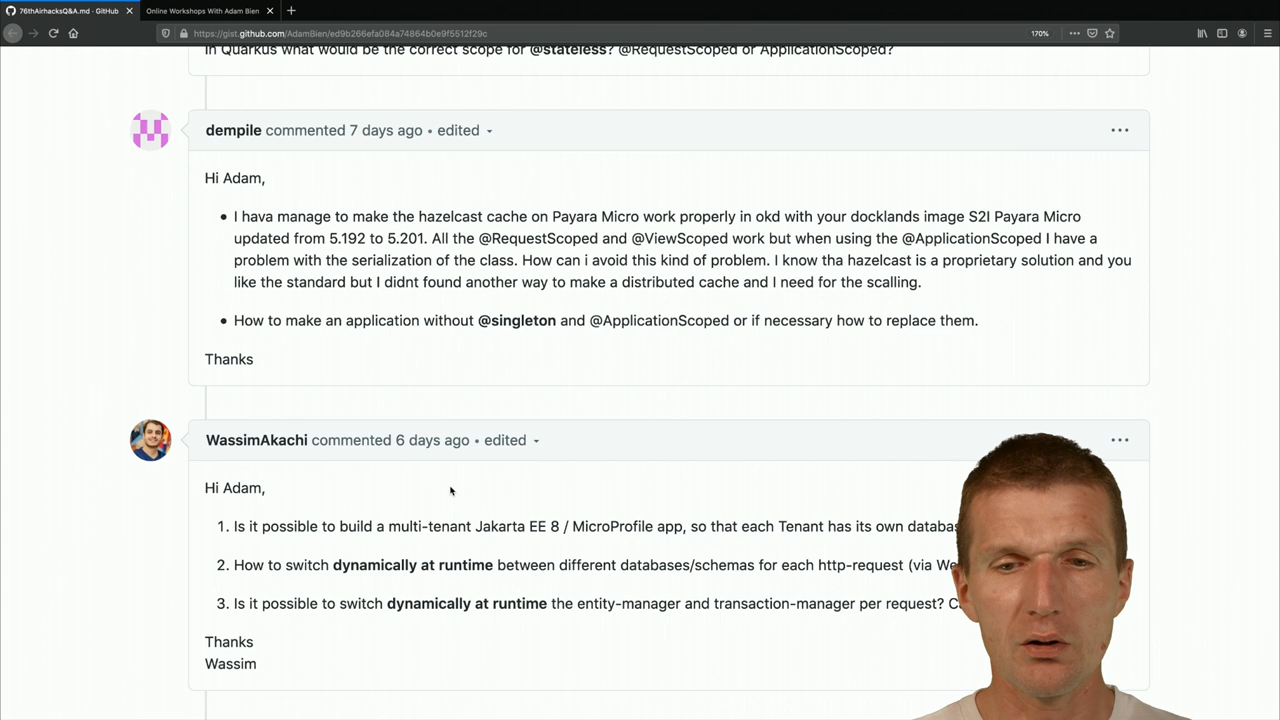 76thAirhacksQ&A.md · GitHub
Online Workshops With Adam Bien
https://gist.github.com/AdamBien/ed9b266efa084a74864b0e9f5512f29c
170%
In Quarkus what would be the correct scope for @stateless? @RequestScoped or ApplicationScoped?
dempile commented 7 days ago • edited
Hi Adam,
• I hava manage to make the hazelcast cache on Payara Micro work properly in okd with your docklands image S2I Payara Micro
updated from 5.192 to 5.201. All the @RequestScoped and @ViewScoped work but when using the @ApplicationScoped I have a
problem with the serialization of the class. How can i avoid this kind of problem. I know tha hazelcast is a proprietary solution and you
like the standard but I didnt found another way to make a distributed cache and I need for the scalling.
• How to make an application without @singleton and @ApplicationScoped or if necessary how to replace them.
Thanks
WassimAkachi commented 6 days ago • edited
Hi Adam,
1. Is it possible to build a multi-tenant Jakarta EE 8 / MicroProfile app, so that each Tenant has its own
2. How to switch dynamically at runtime between different databases/schemas for each http-request (via
3. Is it possible to switch dynamically at runtime the entity-manager and transaction-manager per request?
Thanks
Wassim